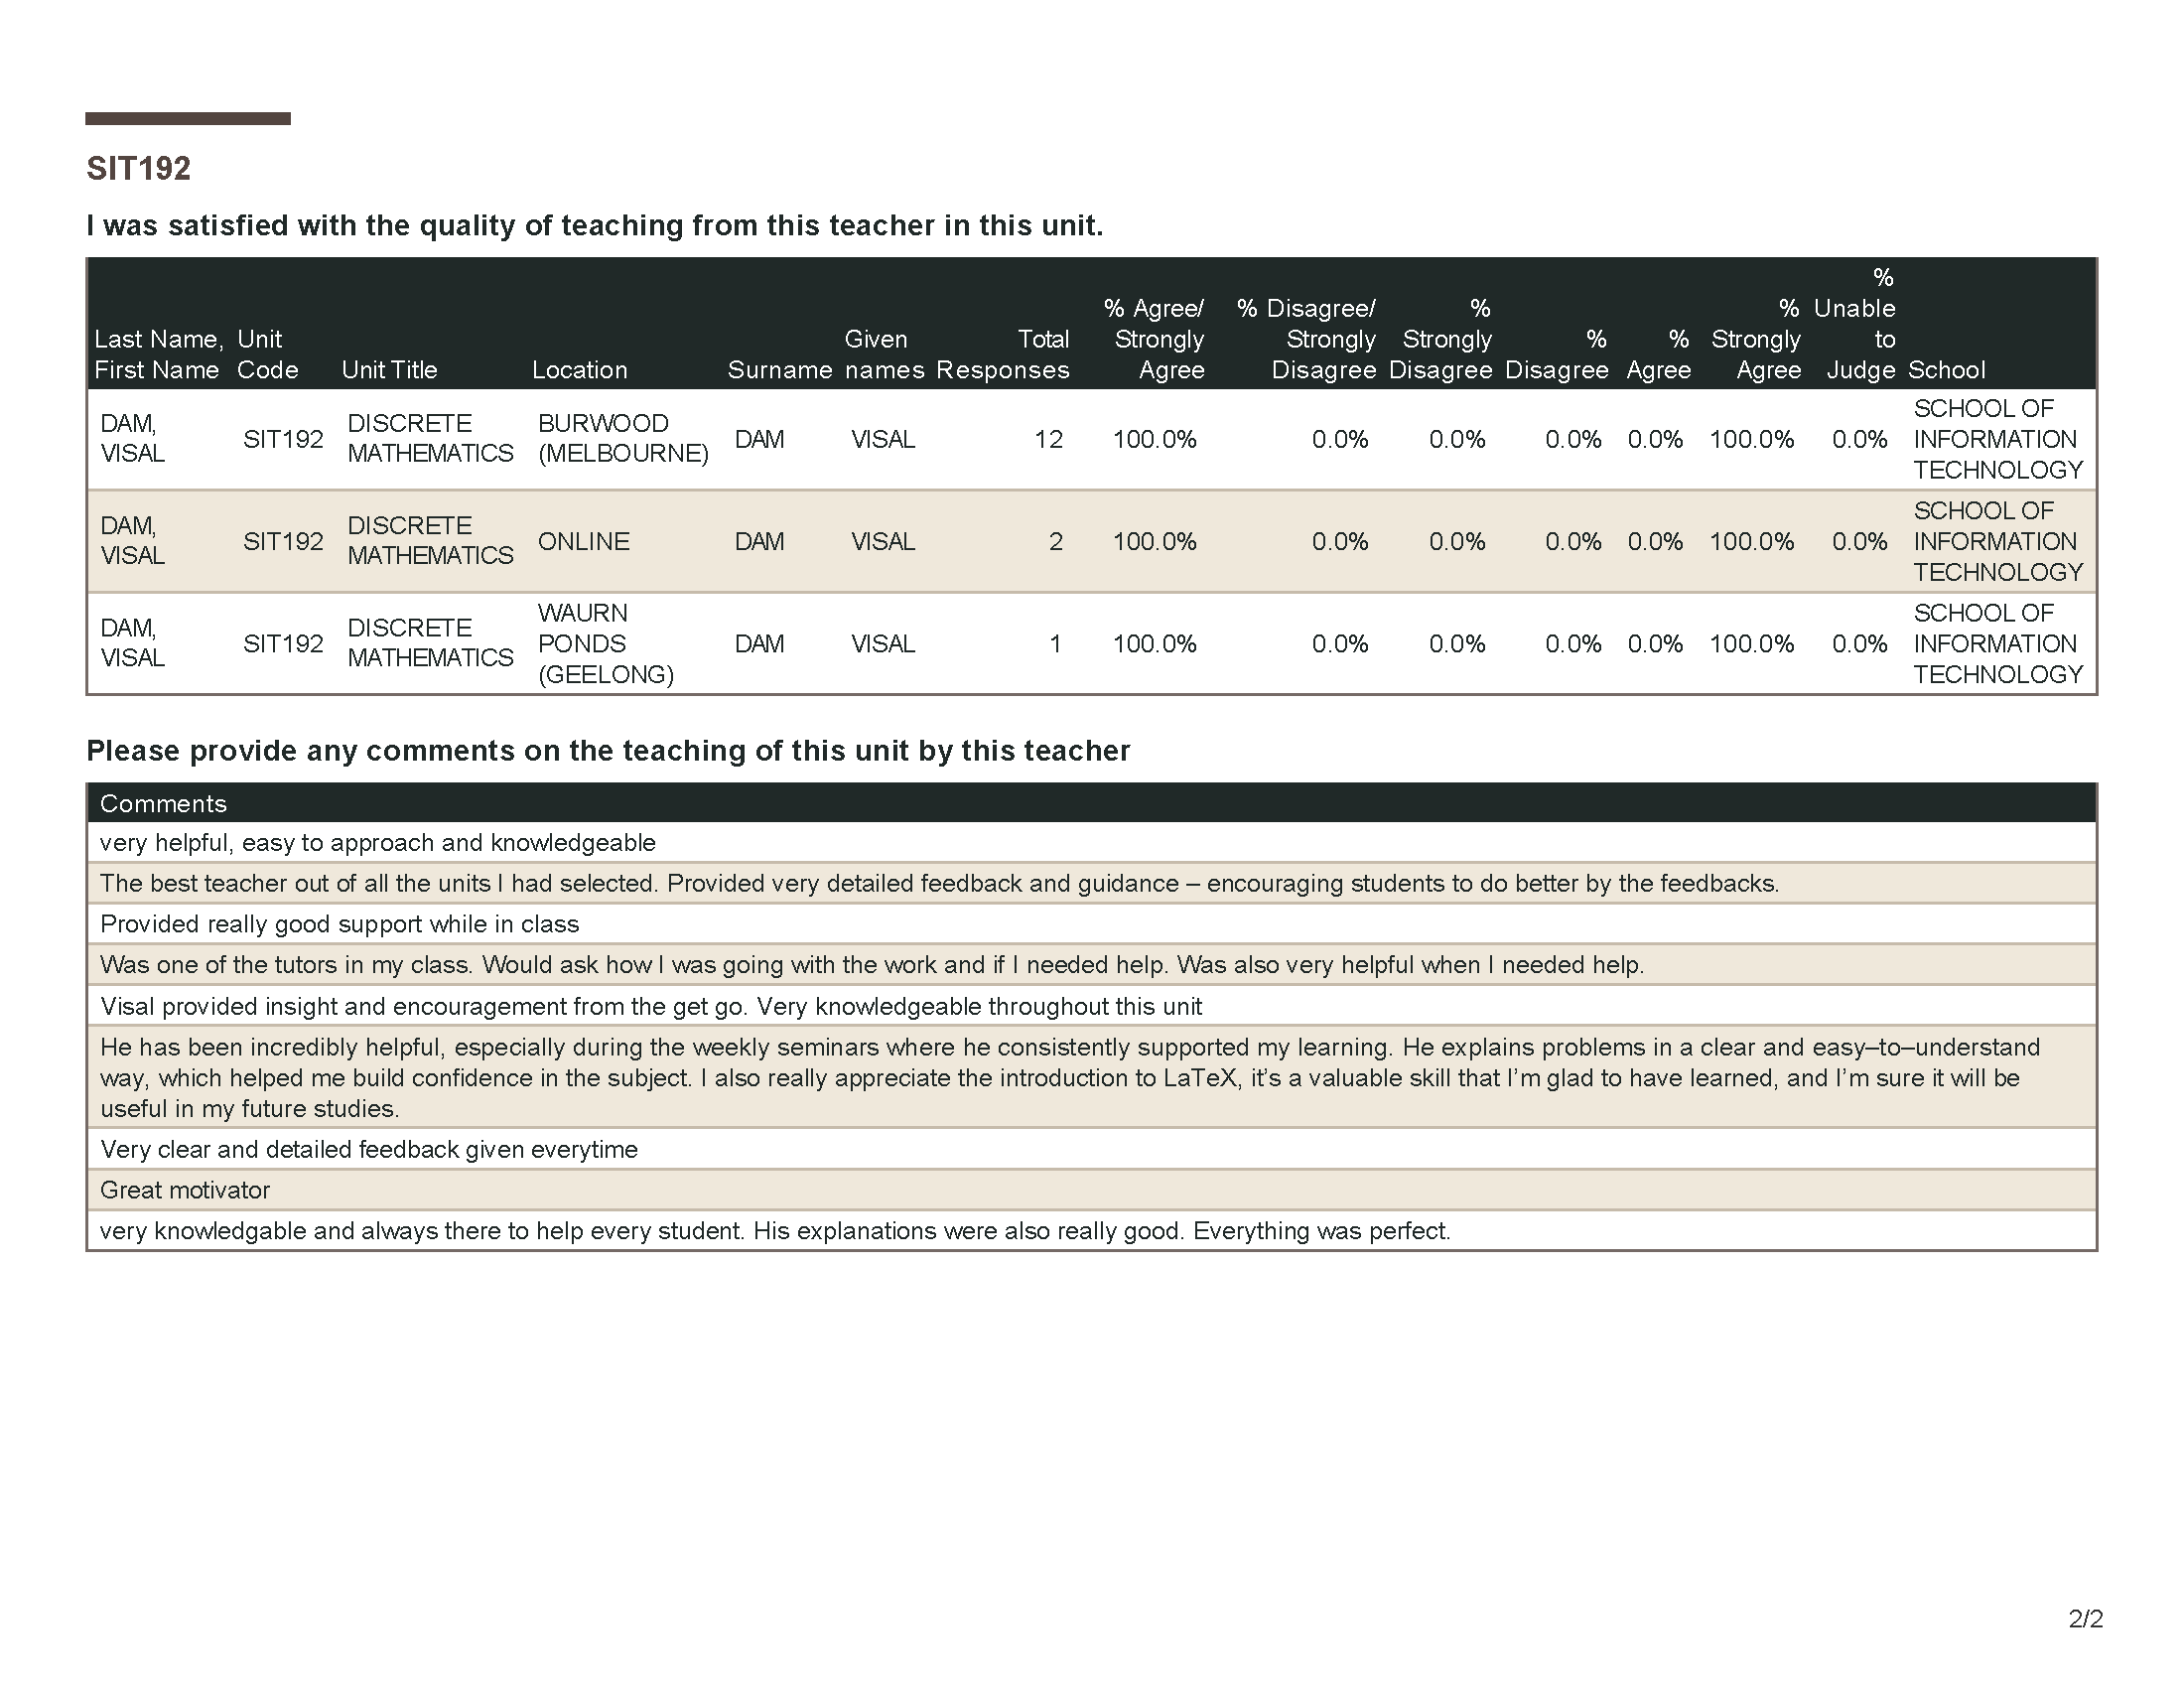 SIT192
I was satisfied with the quality of teaching from this teacher in this unit.
Last Name, First Name Unit Code Unit Title Location Surname Given names Total Responses % Agree/ Strongly Agree % Disagree/ Strongly Disagree % Strongly Disagree % Disagree % Agree % Strongly Agree % Unable to Judge School
DAM, VISAL SIT192 DISCRETE MATHEMATICS BURWOOD (MELBOURNE) DAM VISAL 12 100.0% 0.0% 0.0% 0.0% 0.0% 100.0% 0.0% SCHOOL OF INFORMATION TECHNOLOGY
DAM, VISAL SIT192 DISCRETE MATHEMATICS ONLINE DAM VISAL 2 100.0% 0.0% 0.0% 0.0% 0.0% 100.0% 0.0% SCHOOL OF INFORMATION TECHNOLOGY
DAM, VISAL SIT192 DISCRETE MATHEMATICS WAURN PONDS (GEELONG) DAM VISAL 1 100.0% 0.0% 0.0% 0.0% 0.0% 100.0% 0.0% SCHOOL OF INFORMATION TECHNOLOGY
Please provide any comments on the teaching of this unit by this teacher
Comments
very helpful, easy to approach and knowledgeable
The best teacher out of all the units I had selected. Provided very detailed feedback and guidance – encouraging students to do better by the feedbacks.
Provided really good support while in class
Was one of the tutors in my class. Would ask how I was going with the work and if I needed help. Was also very helpful when I needed help.
Visal provided insight and encouragement from the get go. Very knowledgeable throughout this unit
He has been incredibly helpful, especially during the weekly seminars where he consistently supported my learning. He explains problems in a clear and easy–to–understand
way, which helped me build confidence in the subject. I also really appreciate the introduction to LaTeX, it’s a valuable skill that I’m glad to have learned, and I’m sure it will be
useful in my future studies.
Very clear and detailed feedback given everytime
Great motivator
very knowledgable and always there to help every student. His explanations were also really good. Everything was perfect.
2/2